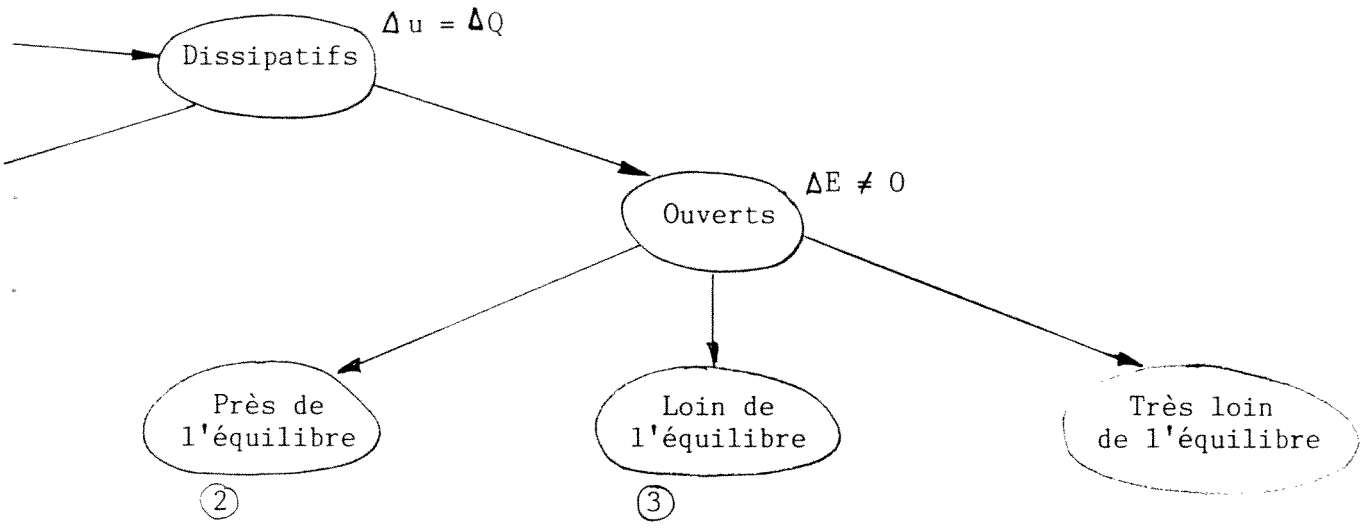 Δu = ΔQ
Dissipatifs
ΔE ≠ 0
Ouverts
Près de
l'équilibre
Loin de
l'équilibre
Très loin
de l'équilibre
2
3